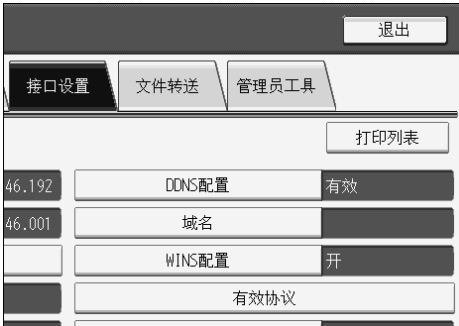 退出
接口设置 文件转送 管理员工具
打印列表
46.192 DDNS配置 有效
46.001 域名
WINS配置 开
有效协议